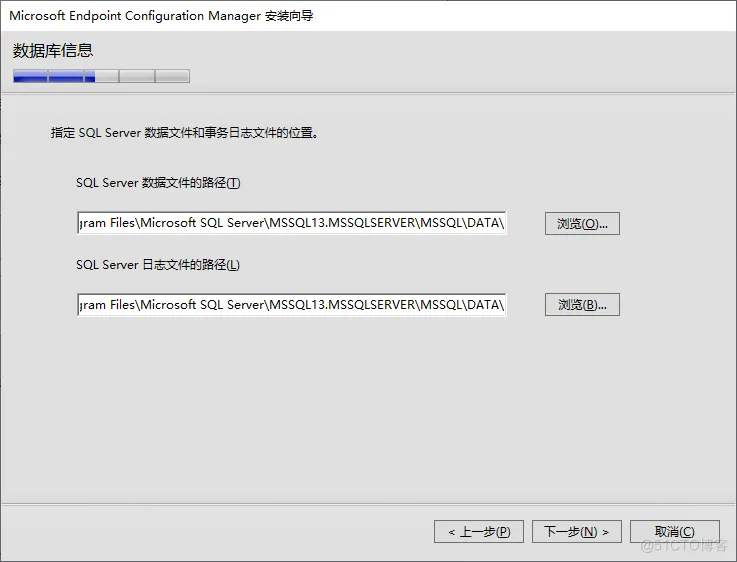 Microsoft Endpoint Configuration Manager 安装向导
数据库信息
指定 SQL Server 数据文件和事务日志文件的位置。
SQL Server 数据文件的路径(T)
gram Files\Microsoft SQL Server\MSSQL13.MSSQLSERVER\MSSQL\DATA\
浏览(O)...
SQL Server 日志文件的路径(L)
gram Files\Microsoft SQL Server\MSSQL13.MSSQLSERVER\MSSQL\DATA\
浏览(B)...
< 上一步(P)
下一步(N) >
取消(C)
@51CTO博客